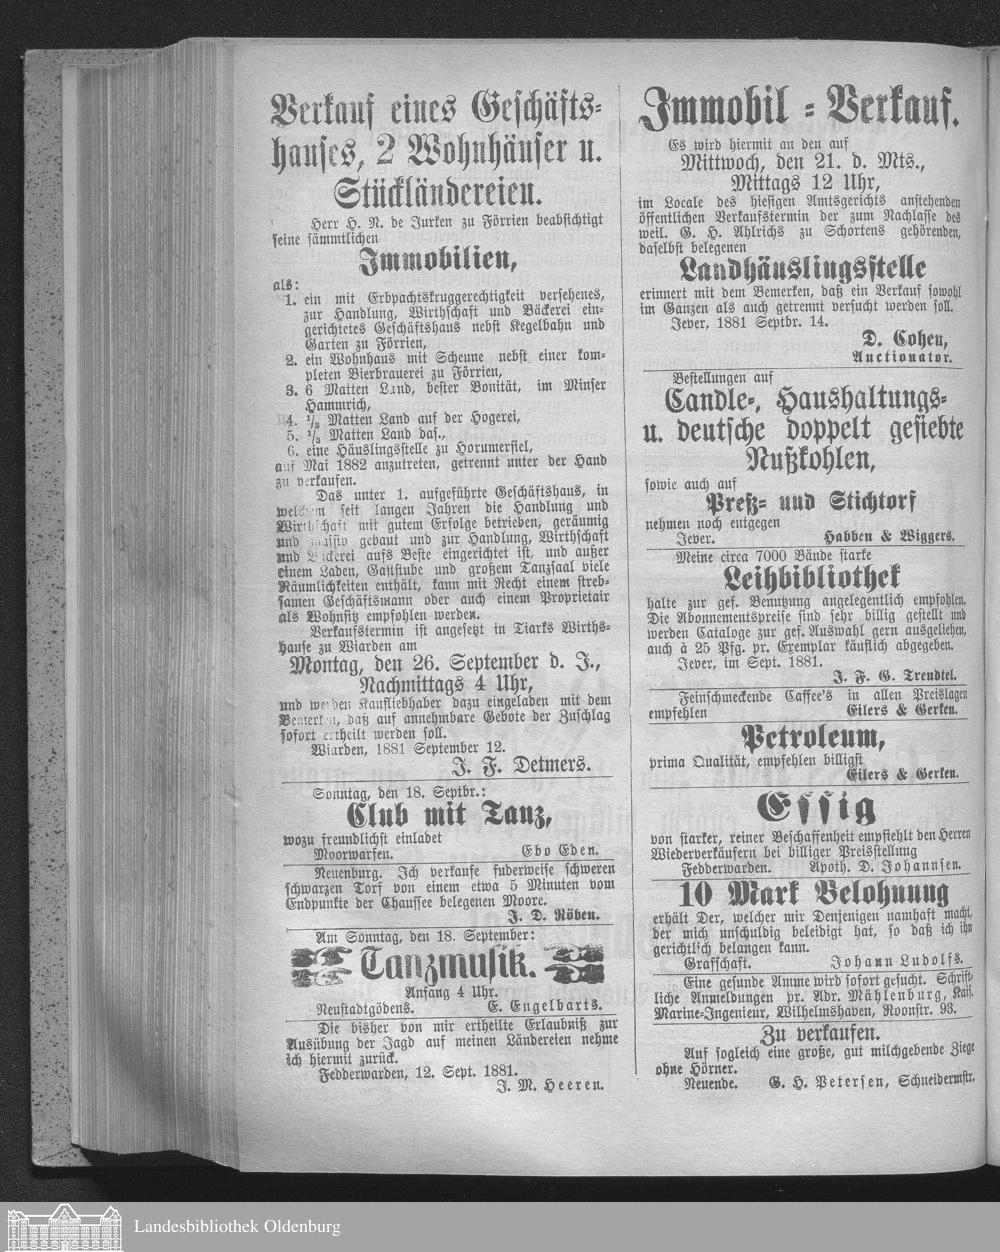 Verkauf eines Geschäfts-
hauses, 2 Wohnhäuser u.
Stückländereien.
Herr H. N. de Jurken zu Förrien beabsichtigt
seine sämmtlichen
Immobilien,
als:
1. ein mit Erbpachtskruggerechtigkeit versehenes,
zur Handlung, Wirthschaft und Bäckerei ein-
gerichtetes Geschäftshaus nebst Kegelbahn und
Garten zu Förrien,
2. ein Wohnhaus mit Scheune nebst einer kom-
pleten Bierbrauerei zu Förrien,
3. 6 Matten Land, bester Bonität, im Minser
Hammrich,
4. 1/3 Matten Land auf der Hogerei,
5. 1/3 Matten Land das.,
6. eine Häuslingsstelle zu Horumersiel,
auf Mai 1882 anzutreten, getrennt unter der Hand
zu verkaufen.
Das unter 1. aufgeführte Geschäftshaus, in
welchem seit langen Jahren die Handlung und
Wirthschaft mit gutem Erfolge betrieben, geräumig
und massiv gebaut und zur Handlung, Wirthschaft
und Bäckerei aufs Beste eingerichtet ist, und außer
einem Laden, Gaststube und großem Tanzsaal viele
Räumlichkeiten enthält, kann mit Recht einem streb-
samen Geschäftsmann oder auch einem Proprietair
als Wohnsitz empfohlen werden.
Verkaufstermin ist angesetzt in Tiarks Wirths-
hause zu Wiarden am
Montag, den 26. September d. J.,
Nachmittags 4 Uhr,
und werden Kaufliebhaber dazu eingeladen mit dem
Bemerken, daß auf annehmbare Gebote der Zuschlag
sofort ertheilt werden soll.
Wiarden, 1881 September 12.
J. F. Detmers.
Sonntag, den 18. Septbr.:
Club mit Tanz,
wozu freundlichst einladet
Moorwarfen. Ebo Eden.
Neuenburg. Ich verkaufe fuderweise schweren
schwarzen Torf von einem etwa 5 Minuten vom
Endpunkte der Chaussee belegenen Moore.
J. D. Röben.
Am Sonntag, den 18. September:
Tanzmusik.
Anfang 4 Uhr.
Neustadtgödens. E. Engelbarts.
Die bisher von mir ertheilte Erlaubniß zur
Ausübung der Jagd auf meinen Ländereien nehme
ich hiermit zurück.
Fedderwarden, 12. Sept. 1881.
J. M. Heeren.
Immobil-Verkauf.
Es wird hiermit an den auf
Mittwoch, den 21. d. Mts.,
Mittags 12 Uhr,
im Locale des hiesigen Amtsgerichts anstehenden
öffentlichen Verkaufstermin der zum Nachlasse des
weil. G. H. Ahlrichs zu Schortens gehörenden,
daselbst belegenen
Landhäuslingsstelle
erinnert mit dem Bemerken, daß ein Verkauf sowohl
im Ganzen als auch getrennt versucht werden soll.
Jever, 1881 Septbr. 14.
D. Cohen,
Auctionator.
Bestellungen auf
Candle-, Haushaltungs-
u. deutsche doppelt gesiebte
Nußkohlen,
sowie auch auf
Preß- und Stichtorf
nehmen noch entgegen
Jever. Habben & Wiggers.
Meine circa 7000 Bände starke
Leihbibliothek
halte zur gef. Benutzung angelegentlich empfohlen.
Die Abonnementspreise sind sehr billig gestellt und
werden Cataloge zur gef. Auswahl gern ausgeliehen,
auch à 25 Pfg. pr. Exemplar käuflich abgegeben.
Jever, im Sept. 1881.
J. F. G. Trendtel.
Feinschmeckende Caffee's in allen Preislagen
empfehlen Eilers & Gerken.
Petroleum,
prima Qualität, empfehlen billigst
Eilers & Gerken.
Essig
von starker, reiner Beschaffenheit empfiehlt den Herren
Wiederverkäufern bei billiger Preisstellung
Fedderwarden. Apoth. D. Johannsen.
10 Mark Belohnung
erhält Der, welcher mir Denjenigen namhaft macht,
der mich unschuldig beleidigt hat, so daß ich ihn
gerichtlich belangen kann.
Grafschaft. Johann Ludolfs.
Eine gesunde Amme wird sofort gesucht. Schrift-
liche Anmeldungen pr. Adr. Mählenburg, Kais.
Marine-Ingenieur, Wilhelmshaven, Roonstr. 93.
Zu verkaufen.
Auf sogleich eine große, gut milchgebende Ziege
ohne Hörner.
Neuende. G. H. Petersen, Schneidermstr.
Landesbibliothek Oldenburg